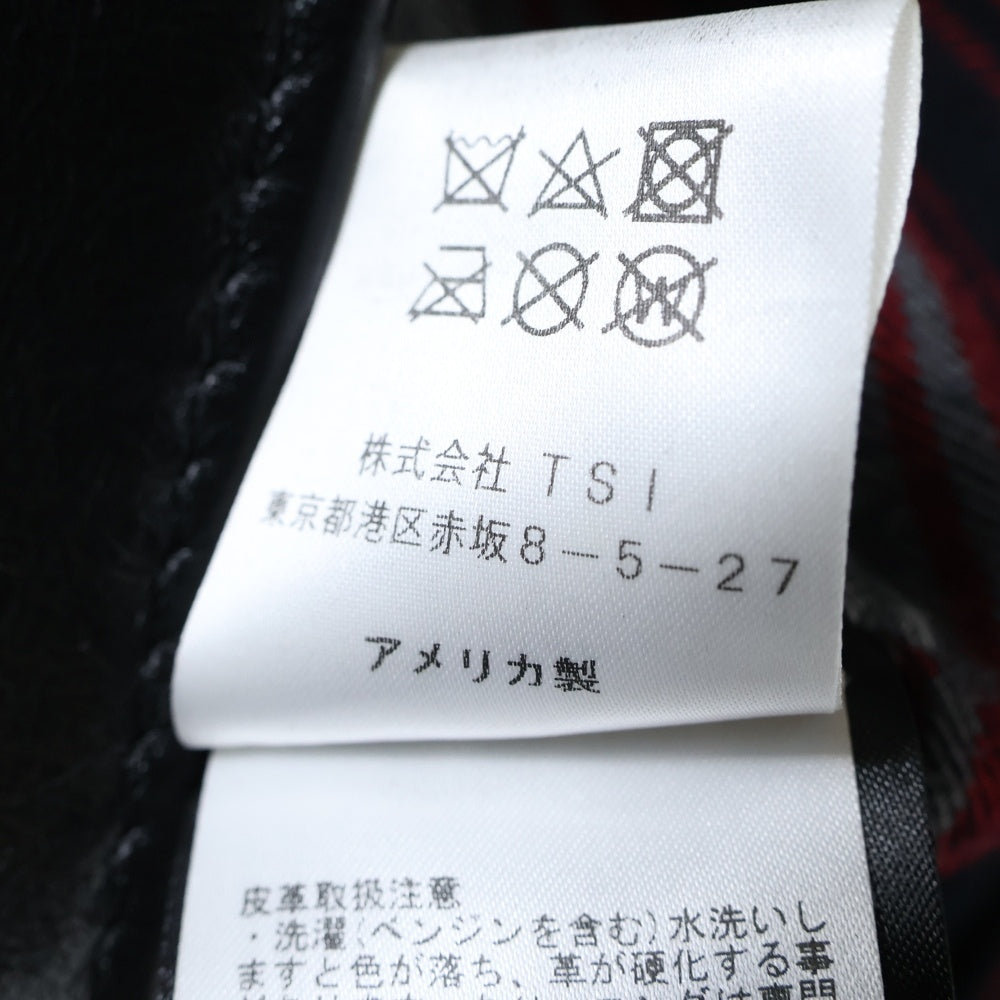 株式会社 TSI
東京都港区赤坂8-5-27
アメリカ製
皮革取扱注意
・洗濯(ベンジンを含む)水洗いし
ますと色が落ち、革が硬化する事